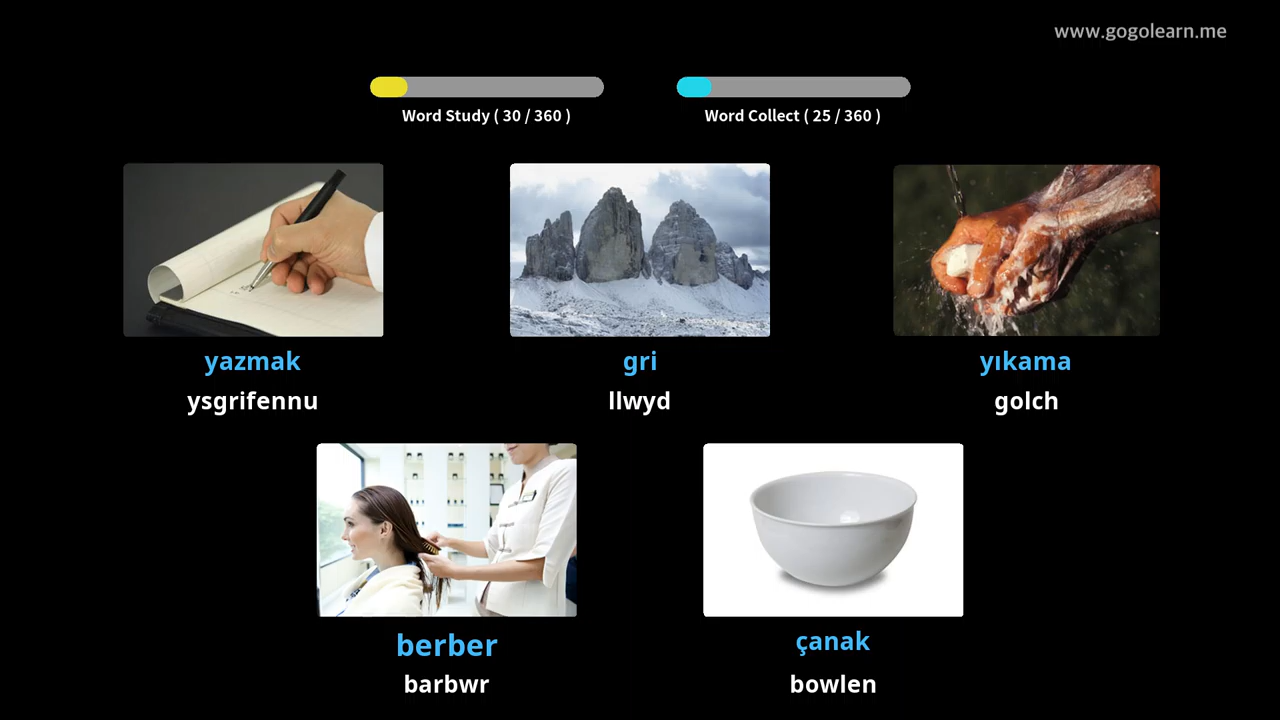 www.gogolearn.me
Word Study ( 30 / 360 )
Word Collect ( 25 / 360 )
yazmak
ysgrifennu
gri
llwyd
yıkama
golch
berber
barbwr
çanak
bowlen